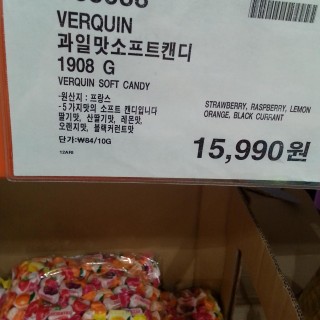 VERQUIN
과일맛소프트캔디
1908 G
VERQUIN SOFT CANDY
-원산지 : 프랑스
-5가지맛의 소프트 캔디입니다
딸기맛, 산딸기맛, 레몬맛,
오렌지맛, 블랙커런트맛
STRAWBERRY, RASPBERRY, LEMON
ORANGE, BLACK CURRANT
단가:₩84/10G
15,990원